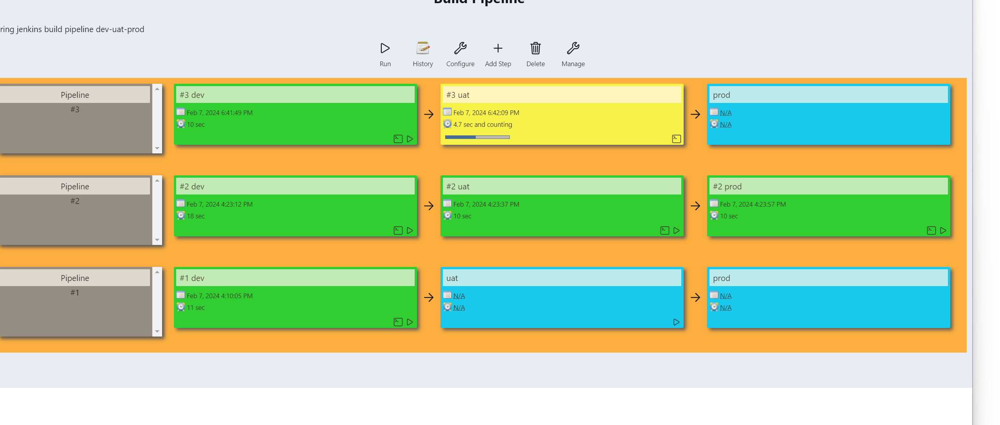 Build Pipeline
ring jenkins build pipeline dev-uat-prod
Run History Configure Add Step Delete Manage
Pipeline
#3
#3 dev
Feb 7, 2024 6:41:49 PM
10 sec
#3 uat
Feb 7, 2024 6:42:09 PM
4.7 sec and counting
prod
N/A
N/A
Pipeline
#2
#2 dev
Feb 7, 2024 4:23:12 PM
18 sec
#2 uat
Feb 7, 2024 4:23:37 PM
10 sec
#2 prod
Feb 7, 2024 4:23:57 PM
10 sec
Pipeline
#1
#1 dev
Feb 7, 2024 4:10:05 PM
11 sec
uat
N/A
N/A
prod
N/A
N/A